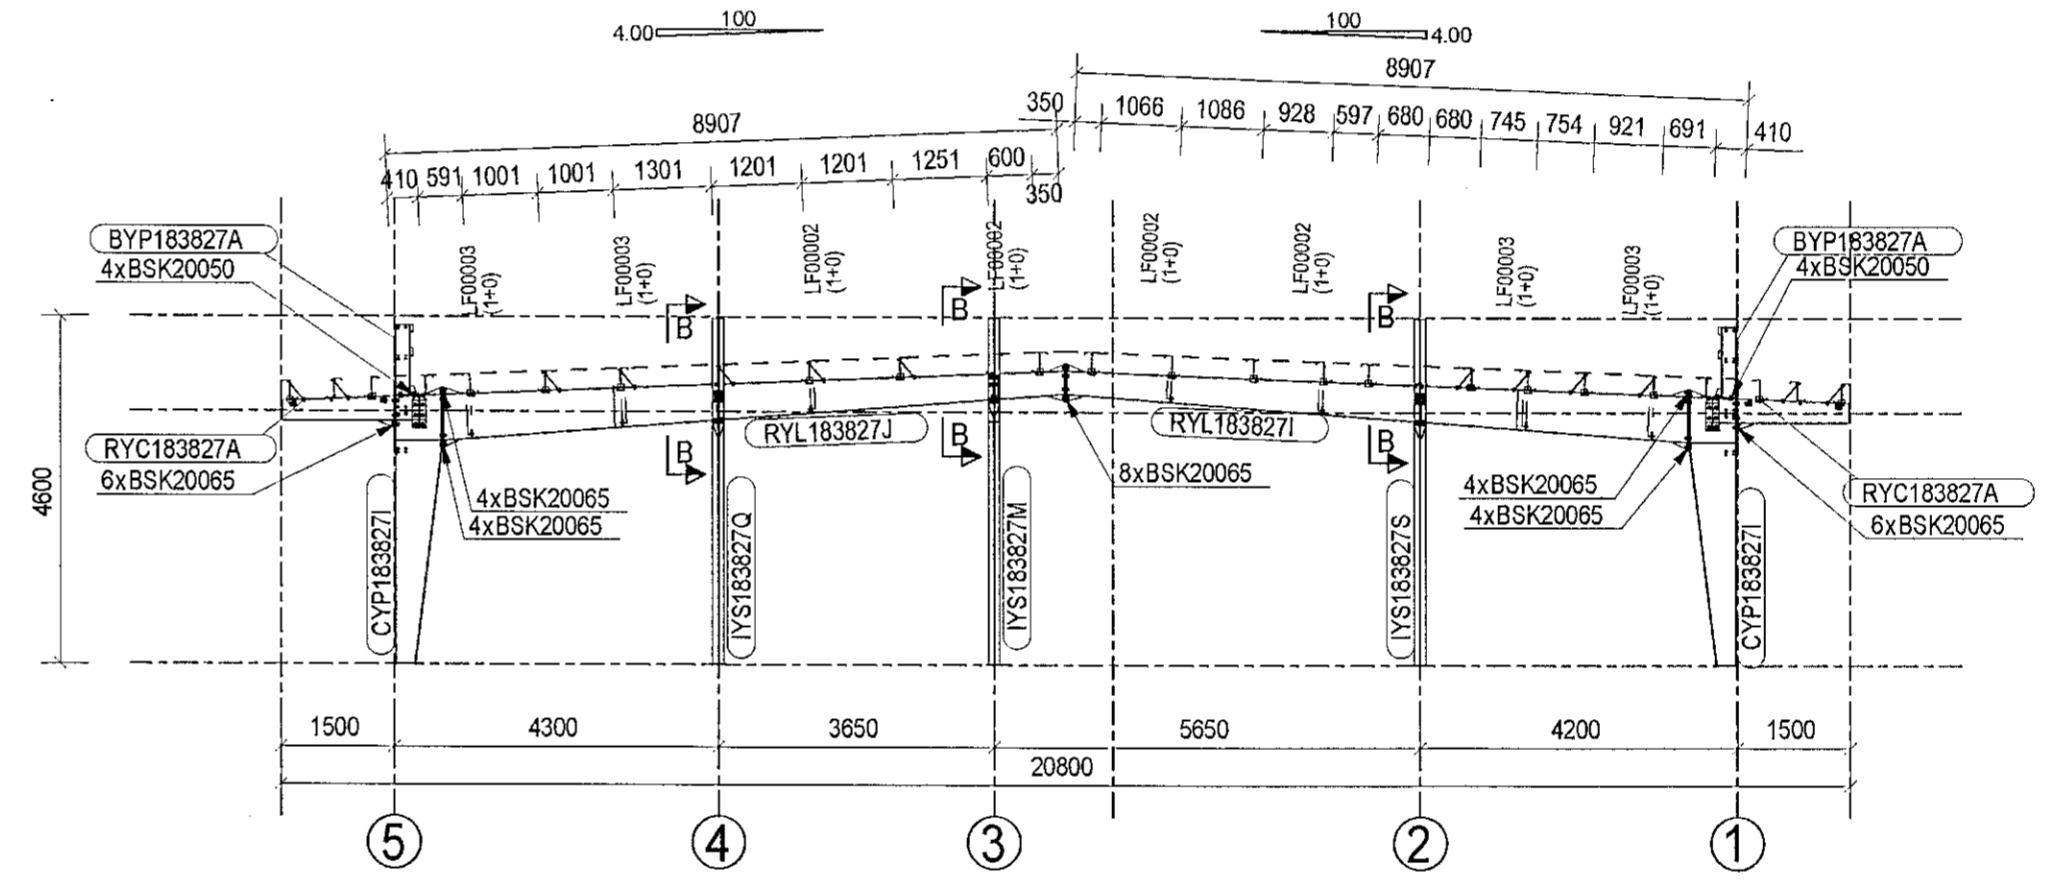 100
4.00
100
4.00
8907
8907
350
1066
1086
928
597
680
680
745
754
921
691
410
410
591
1001
1001
1301
1201
1201
1251
600
350
LF00003
(1+0)
LF00003
(1+0)
LF00002
(1+0)
LF00002
(1+0)
LF00002
(1+0)
LF00002
(1+0)
LF00003
(1+0)
LF00003
(1+0)
BYP183827A
4xBSK20050
BYP183827A
4xBSK20050
B
B
B
RYC183827A
6xBSK20065
RYL183827J
RYL183827I
B
B
B
8xBSK20065
4xBSK20065
4xBSK20065
4xBSK20065
4xBSK20065
RYC183827A
6xBSK20065
4600
CYP183827I
IYS183827Q
IYS183827M
IYS183827S
CYP183827I
1500
4300
3650
5650
4200
1500
20800
5
4
3
2
1